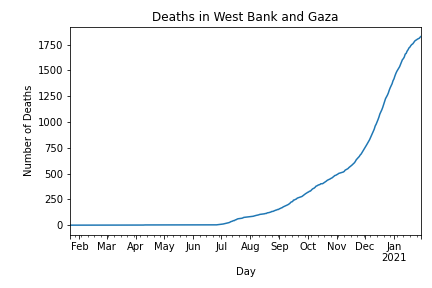 Deaths in West Bank and Gaza
Number of Deaths
1750
1500
1250
1000
750
500
250
0
Feb Mar Apr May Jun Jul Aug Sep Oct Nov Dec Jan
2021
Day